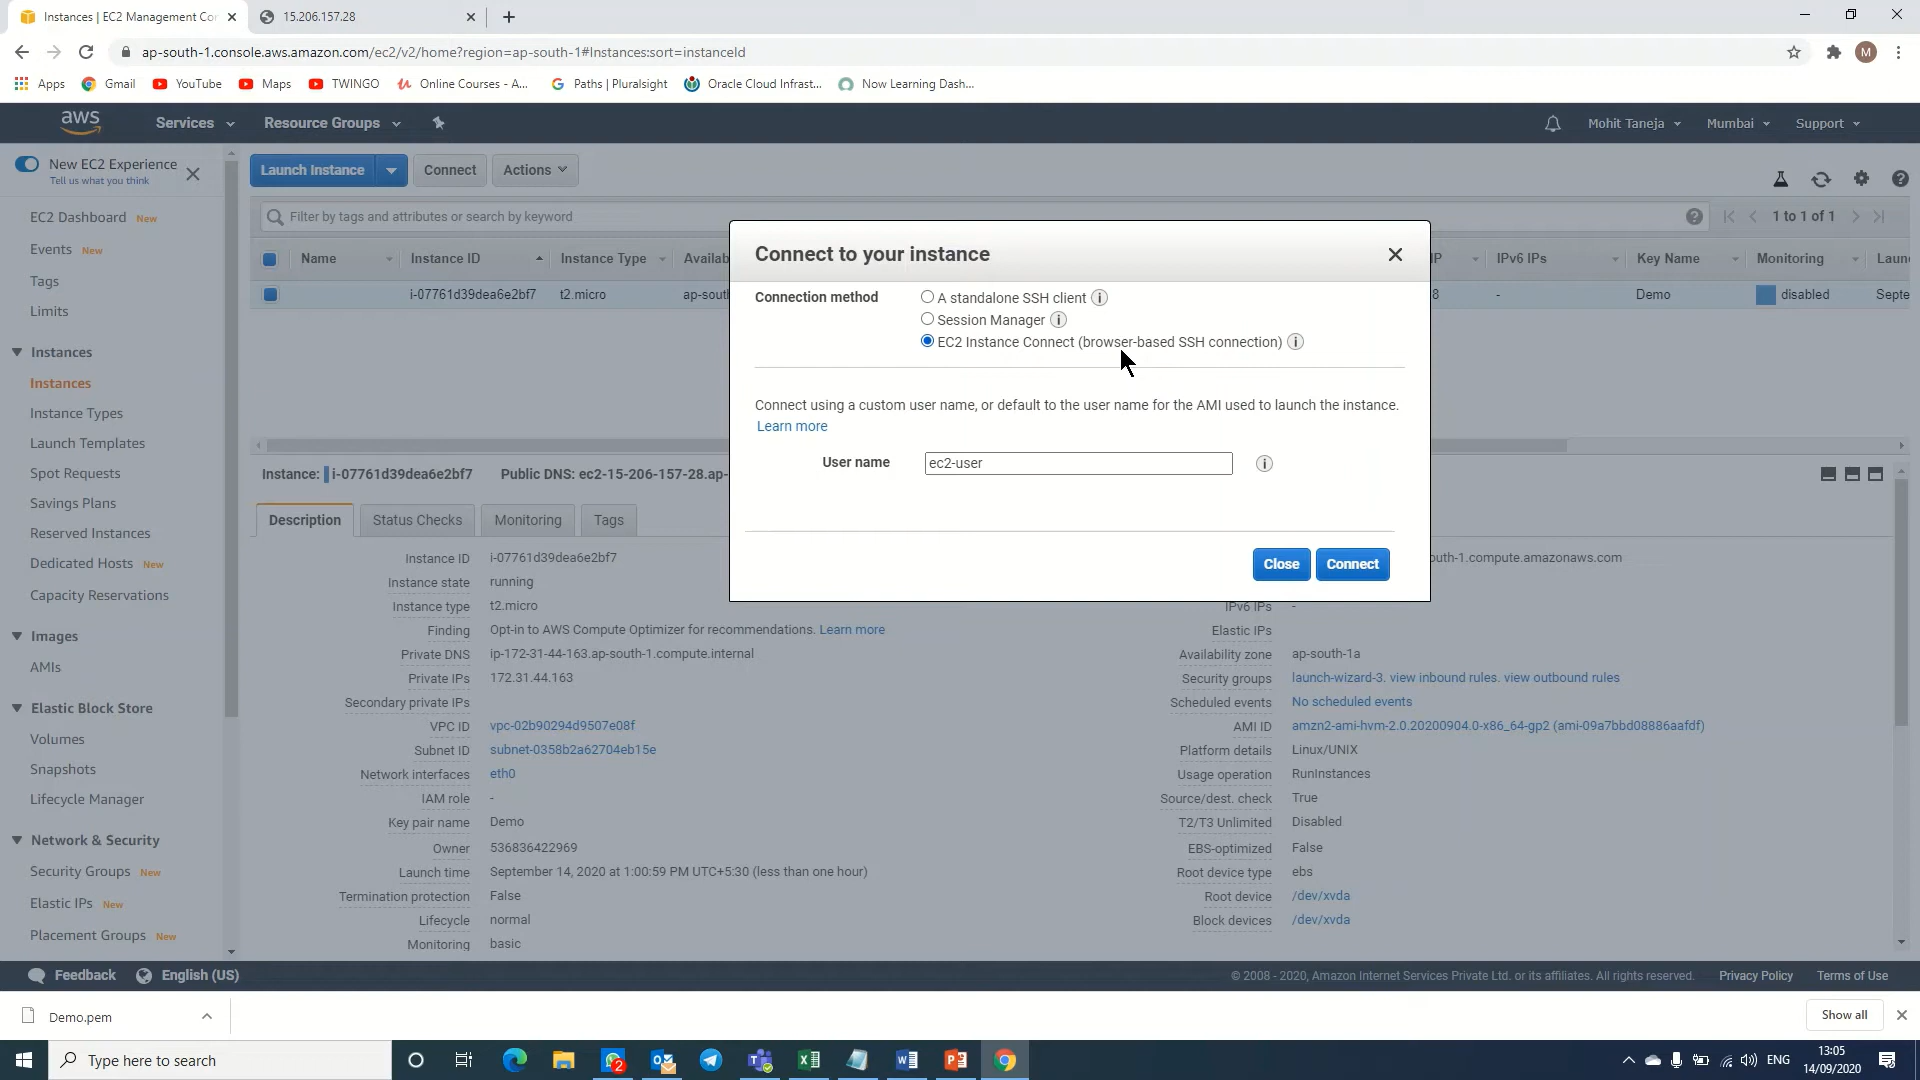 Instances | EC2 Management Con
15.206.157.28
ap-south-1.console.aws.amazon.com/ec2/v2/home?region=ap-south-1#Instances:sort=instanceId
M
Apps
Gmail
YouTube
Maps
TWINGO
Online Courses - A...
Paths | Pluralsight
Oracle Cloud Infrast...
Now Learning Dash...
aws
Services
Resource Groups
Mohit Taneja
Mumbai
Support
New EC2 Experience
Tell us what you think
Launch Instance
Connect
Actions
EC2 Dashboard New
Events New
Tags
Limits
Instances
Instances
Instance Types
Launch Templates
Spot Requests
Savings Plans
Reserved Instances
Dedicated Hosts New
Capacity Reservations
Images
AMIs
Elastic Block Store
Volumes
Snapshots
Lifecycle Manager
Network & Security
Security Groups New
Elastic IPs New
Placement Groups New
Filter by tags and attributes or search by keyword
1 to 1 of 1
Name
Instance ID
Instance Type
Availab
IP
IPv6 IPs
Key Name
Monitoring
Laun
i-07761d39dea6e2bf7
t2.micro
ap-sout
8
-
Demo
disabled
Septe
Connect to your instance
Connection method
A standalone SSH client
Session Manager
EC2 Instance Connect (browser-based SSH connection)
Connect using a custom user name, or default to the user name for the AMI used to launch the instance.
Learn more
User name
ec2-user
Close
Connect
Instance: i-07761d39dea6e2bf7 Public DNS: ec2-15-206-157-28.ap-
Description
Status Checks
Monitoring
Tags
Instance ID i-07761d39dea6e2bf7
Instance state running
Instance type t2.micro
Finding Opt-in to AWS Compute Optimizer for recommendations. Learn more
Private DNS ip-172-31-44-163.ap-south-1.compute.internal
Private IPs 172.31.44.163
Secondary private IPs
VPC ID vpc-02b90294d9507e08f
Subnet ID subnet-0358b2a62704eb15e
Network interfaces eth0
IAM role -
Key pair name Demo
Owner 536836422969
Launch time September 14, 2020 at 1:00:59 PM UTC+5:30 (less than one hour)
Termination protection False
Lifecycle normal
Monitoring basic
outh-1.compute.amazonaws.com
IPv6 IPs -
Elastic IPs
Availability zone ap-south-1a
Security groups launch-wizard-3. view inbound rules. view outbound rules
Scheduled events No scheduled events
AMI ID amzn2-ami-hvm-2.0.20200904.0-x86_64-gp2 (ami-09a7bbd08886aafdf)
Platform details Linux/UNIX
Usage operation RunInstances
Source/dest. check True
T2/T3 Unlimited Disabled
EBS-optimized False
Root device type ebs
Root device /dev/xvda
Block devices /dev/xvda
Feedback
English (US)
© 2008 - 2020, Amazon Internet Services Private Ltd. or its affiliates. All rights reserved.
Privacy Policy
Terms of Use
Demo.pem
Show all
Type here to search
2
ENG
13:05
14/09/2020